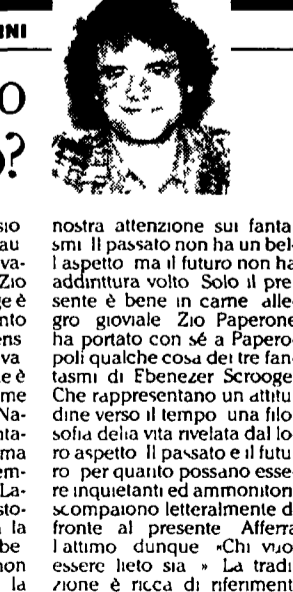 RNI
O
?
sio
au
va-
Zio
ge è
nto
ens
va
e è
me
Na-
nta-
ma
em-
La-
sto-
la
be
non
la
nostra attenzione sui fanta
smi Il passato non ha un bel
l aspetto ma il futuro non ha
addirittura volto Solo il pre
sente è bene in carne alle
gro gioviale Zio Paperone
ha portato con sé a Papero
poli qualche cosa dei tre fan
tasmi di Ebenezer Scrooge
Che rappresentano un attitu
dine verso il tempo una filo
sofia della vita rivelata dal lo
ro aspetto Il passato e il futu
ro per quanto possano esse
re inquietanti ed ammonitori
scompaiono letteralmente d
fronte al presente Afferra
l attimo dunque «Chi vuo
essere lieto sia » La tradi
zione è ricca di riferiment